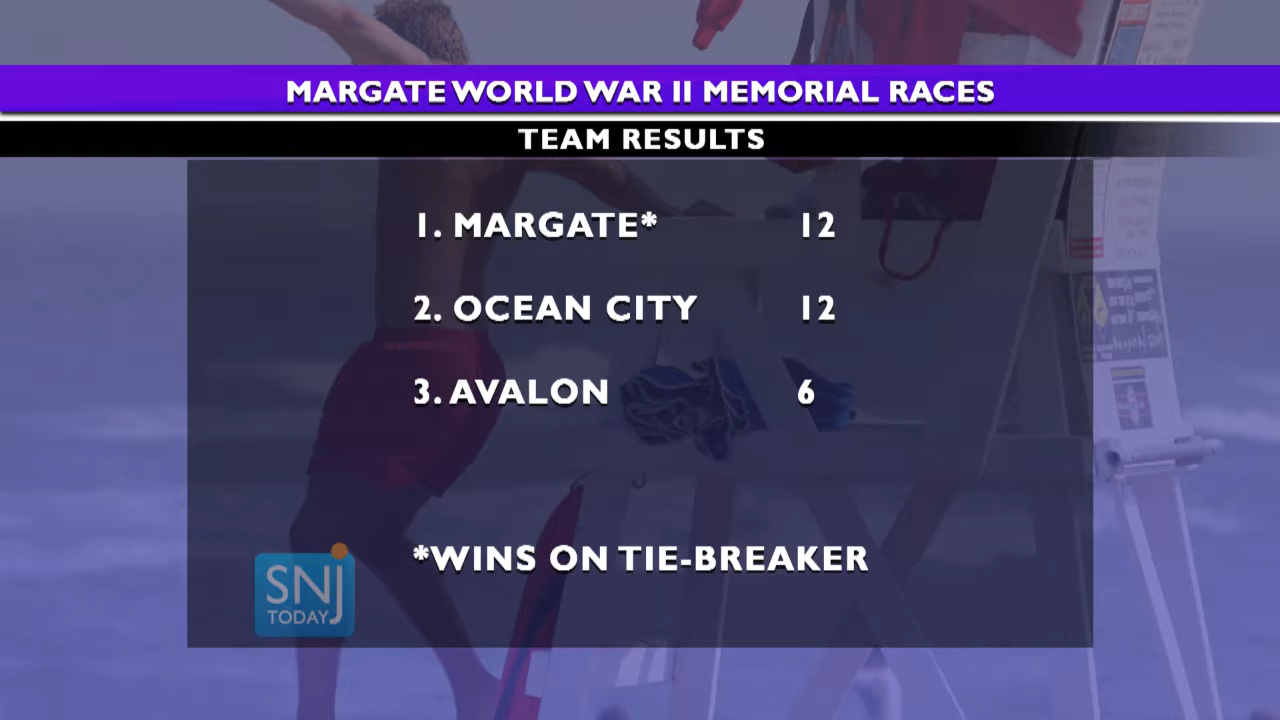 MARGATE WORLD WAR II MEMORIAL RACES
TEAM RESULTS
1. MARGATE* 12
2. OCEAN CITY 12
3. AVALON 6
*WINS ON TIE-BREAKER
SNJ
TODAY